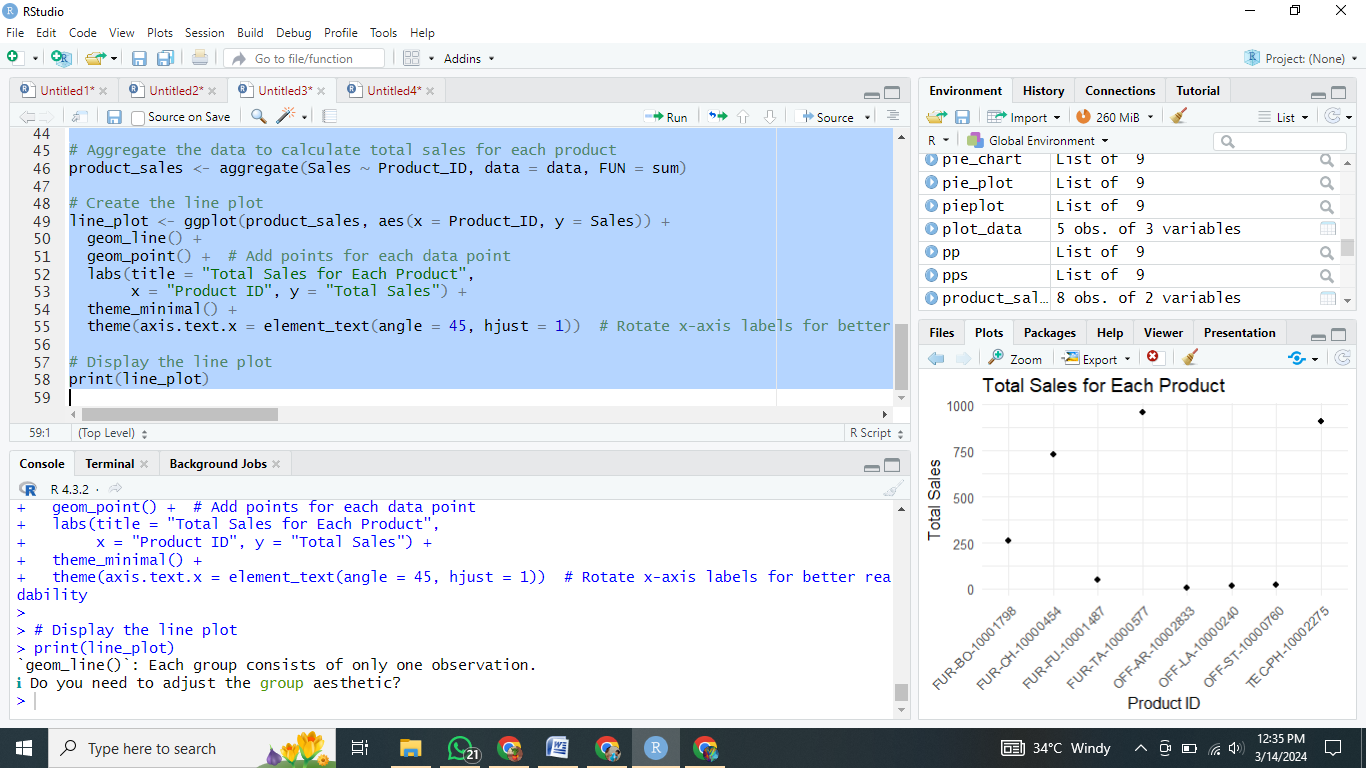 RStudio
File Edit Code View Plots Session Build Debug Profile Tools Help
Go to file/function Addins Project: (None)
Untitled1* Untitled2* Untitled3* Untitled4*
Source on Save Run Source
44
45 # Aggregate the data to calculate total sales for each product
46 product_sales <- aggregate(Sales ~ Product_ID, data = data, FUN = sum)
47
48 # Create the line plot
49 line_plot <- ggplot(product_sales, aes(x = Product_ID, y = Sales)) +
50 geom_line() +
51 geom_point() + # Add points for each data point
52 labs(title = "Total Sales for Each Product",
53 x = "Product ID", y = "Total Sales") +
54 theme_minimal() +
55 theme(axis.text.x = element_text(angle = 45, hjust = 1)) # Rotate x-axis labels for better
56
57 # Display the line plot
58 print(line_plot)
59
59:1 (Top Level) R Script
Console Terminal Background Jobs
R 4.3.2 ·
+ geom_point() + # Add points for each data point
+ labs(title = "Total Sales for Each Product",
+ x = "Product ID", y = "Total Sales") +
+ theme_minimal() +
+ theme(axis.text.x = element_text(angle = 45, hjust = 1)) # Rotate x-axis labels for better rea
dability
>
> # Display the line plot
> print(line_plot)
`geom_line()`: Each group consists of only one observation.
ℹ Do you need to adjust the group aesthetic?
>
Environment History Connections Tutorial
Import 260 MiB List
R Global Environment
pie_chart List of 9
pie_plot List of 9
pieplot List of 9
plot_data 5 obs. of 3 variables
pp List of 9
pps List of 9
product_sal… 8 obs. of 2 variables
Files Plots Packages Help Viewer Presentation
Zoom Export
Total Sales for Each Product
Total Sales
1000
750
500
250
0
FUR-BO-10001798
FUR-CH-10000454
FUR-FU-10001487
FUR-TA-10000577
OFF-AR-10002833
OFF-LA-10000240
OFF-ST-10000760
TEC-PH-10002275
Product ID
Type here to search
21
34°C Windy
12:35 PM
3/14/2024